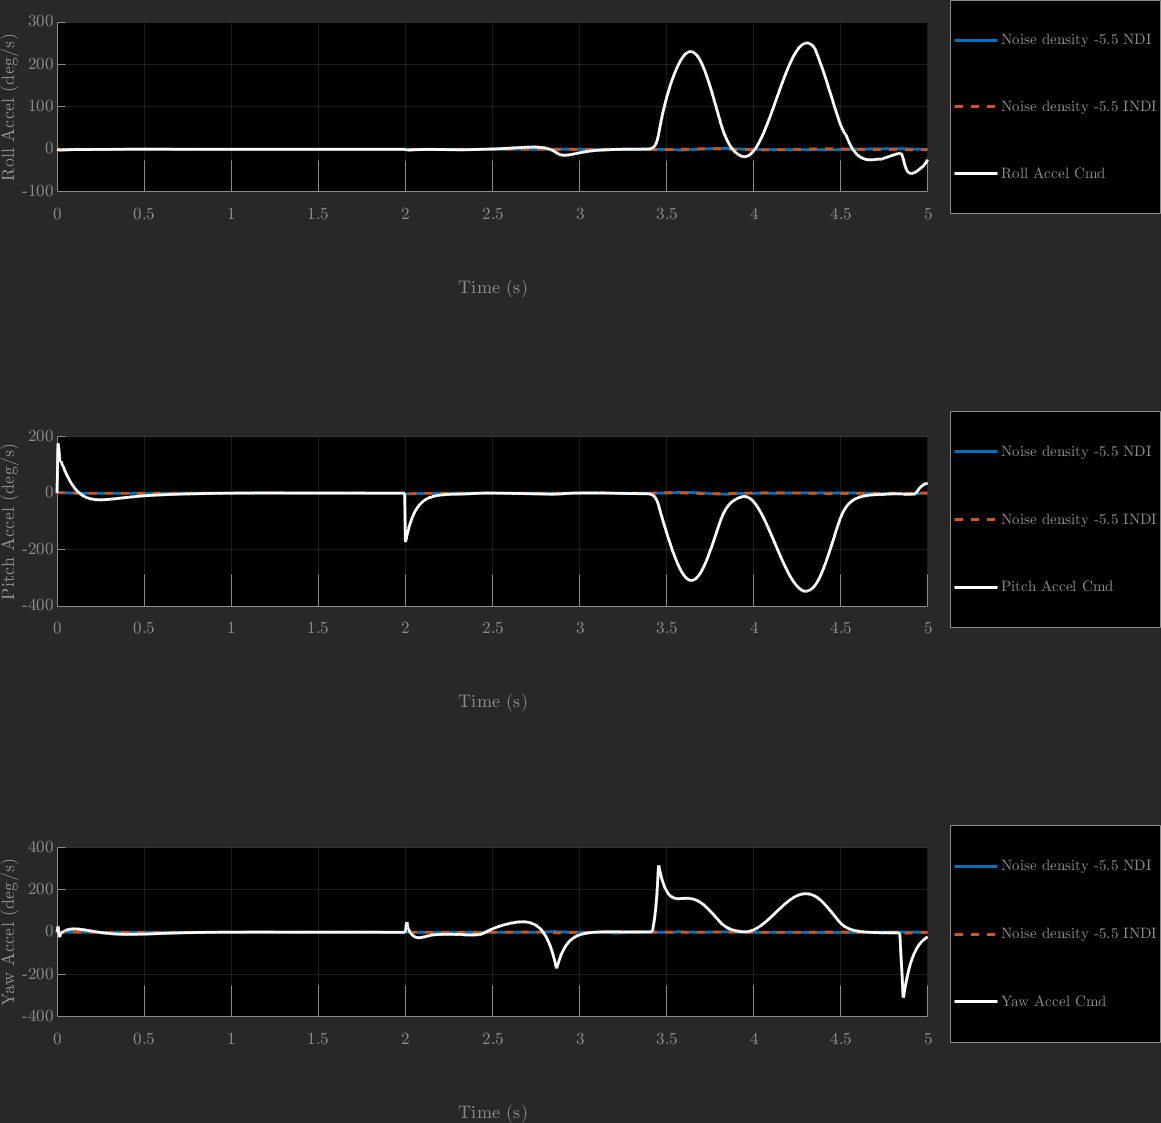 Roll Accel (deg/s)
300
200
100
0
-100
0 0.5 1 1.5 2 2.5 3 3.5 4 4.5 5
Time (s)
Noise density -5.5 NDI
Noise density -5.5 INDI
Roll Accel Cmd
Pitch Accel (deg/s)
200
0
-200
-400
0 0.5 1 1.5 2 2.5 3 3.5 4 4.5 5
Time (s)
Noise density -5.5 NDI
Noise density -5.5 INDI
Pitch Accel Cmd
Yaw Accel (deg/s)
400
200
0
-200
-400
0 0.5 1 1.5 2 2.5 3 3.5 4 4.5 5
Time (s)
Noise density -5.5 NDI
Noise density -5.5 INDI
Yaw Accel Cmd